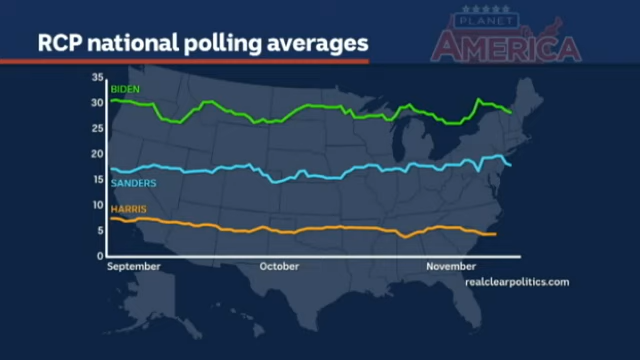 PLANET
AMERICA
RCP national polling averages
35
BIDEN
30
25
20
15
SANDERS
10
HARRIS
5
0
September October November
realclearpolitics.com